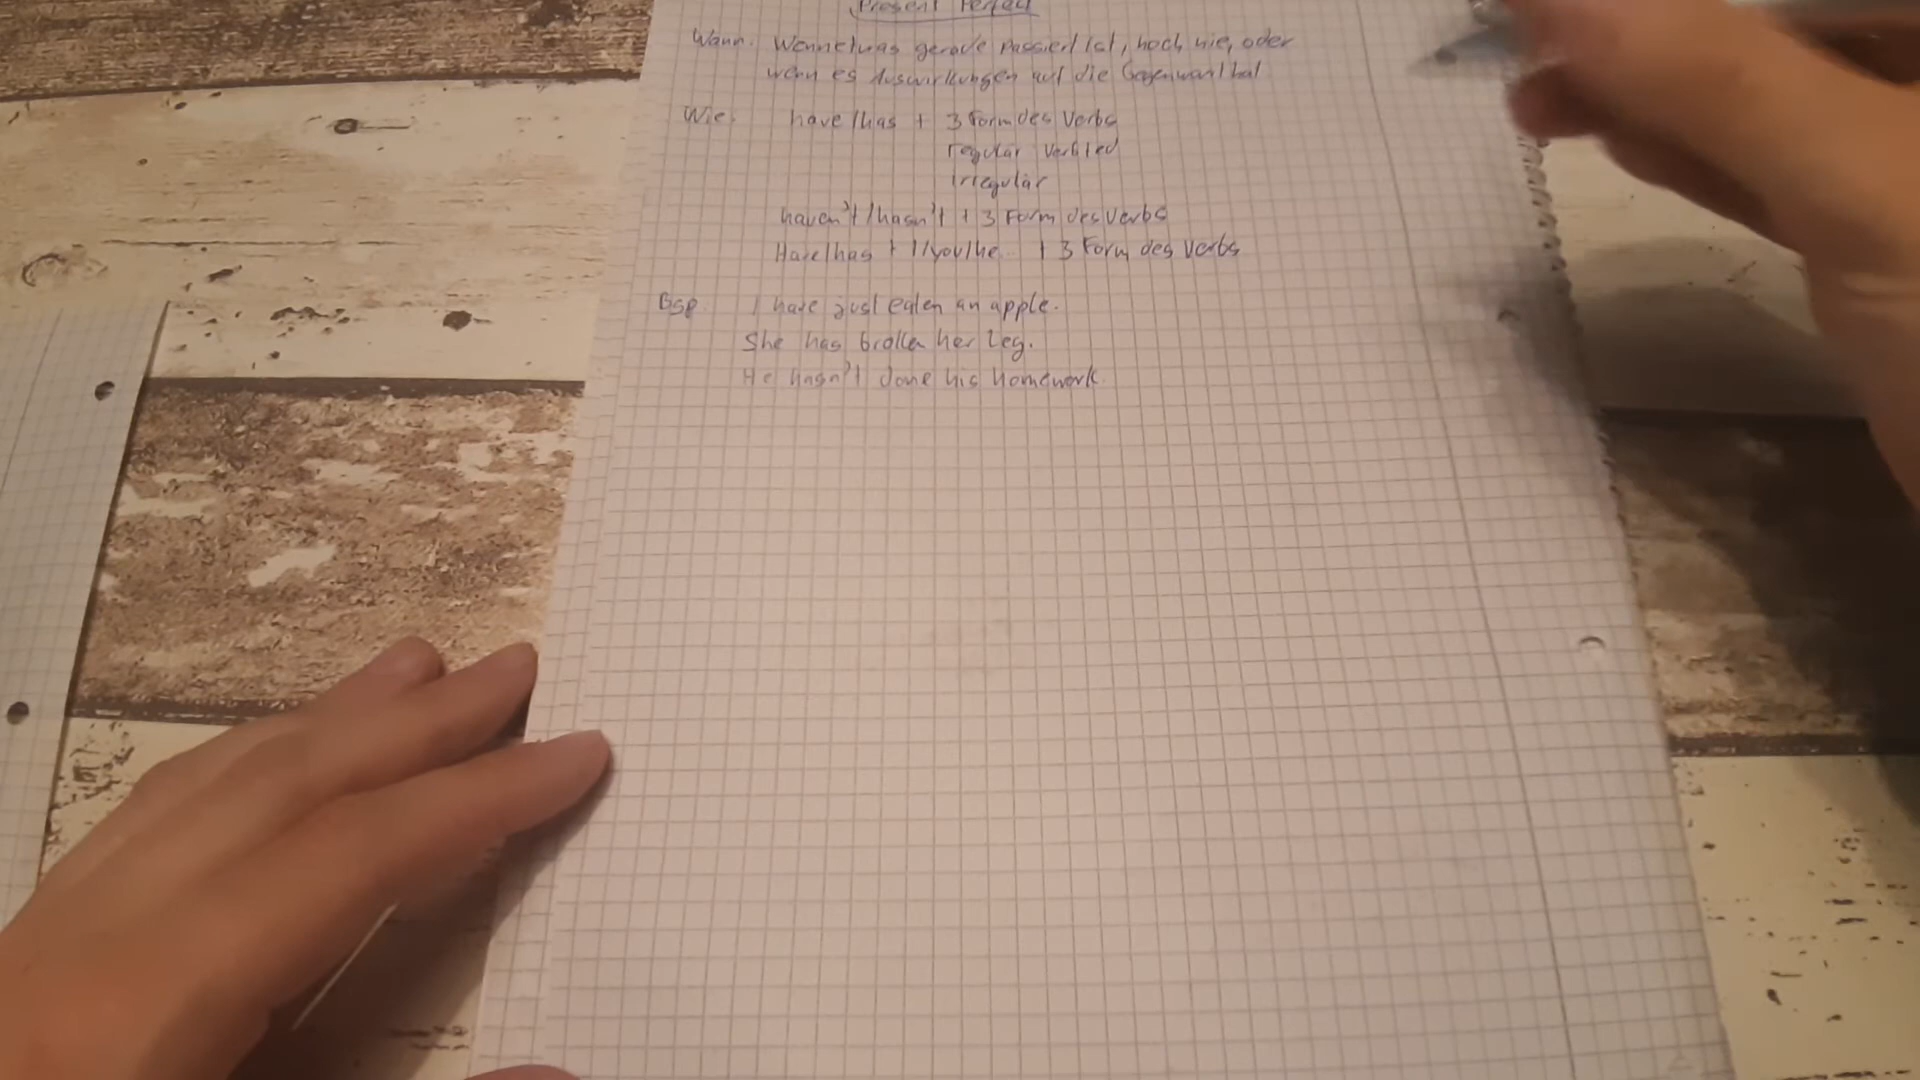 Present Perfect
Wann: Wenn etwas gerade passiert ist, noch nie, oder
wenn es Auswirkungen auf die Gegenwart hat
Wie: have/has + 3 Form des Verbs
regular Verb+ed
irregular
haven't/hasn't + 3 Form des Verbs
Have/has + I/you/he... + 3 Form des Verbs
Bsp. I have just eaten an apple.
She has broken her leg.
He hasn't done his homework.